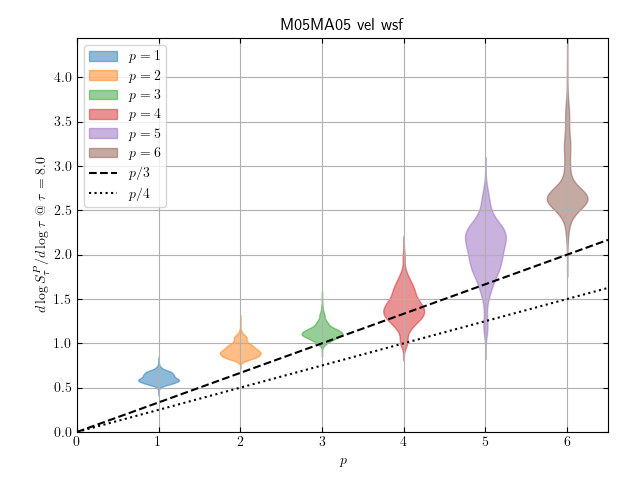 M05MA05 vel wsf
d log S_τ^P / d log τ @ τ = 8.0
4.0
3.5
3.0
2.5
2.0
1.5
1.0
0.5
0.0
p = 1
p = 2
p = 3
p = 4
p = 5
p = 6
p/3
p/4
0 1 2 3 4 5 6
p